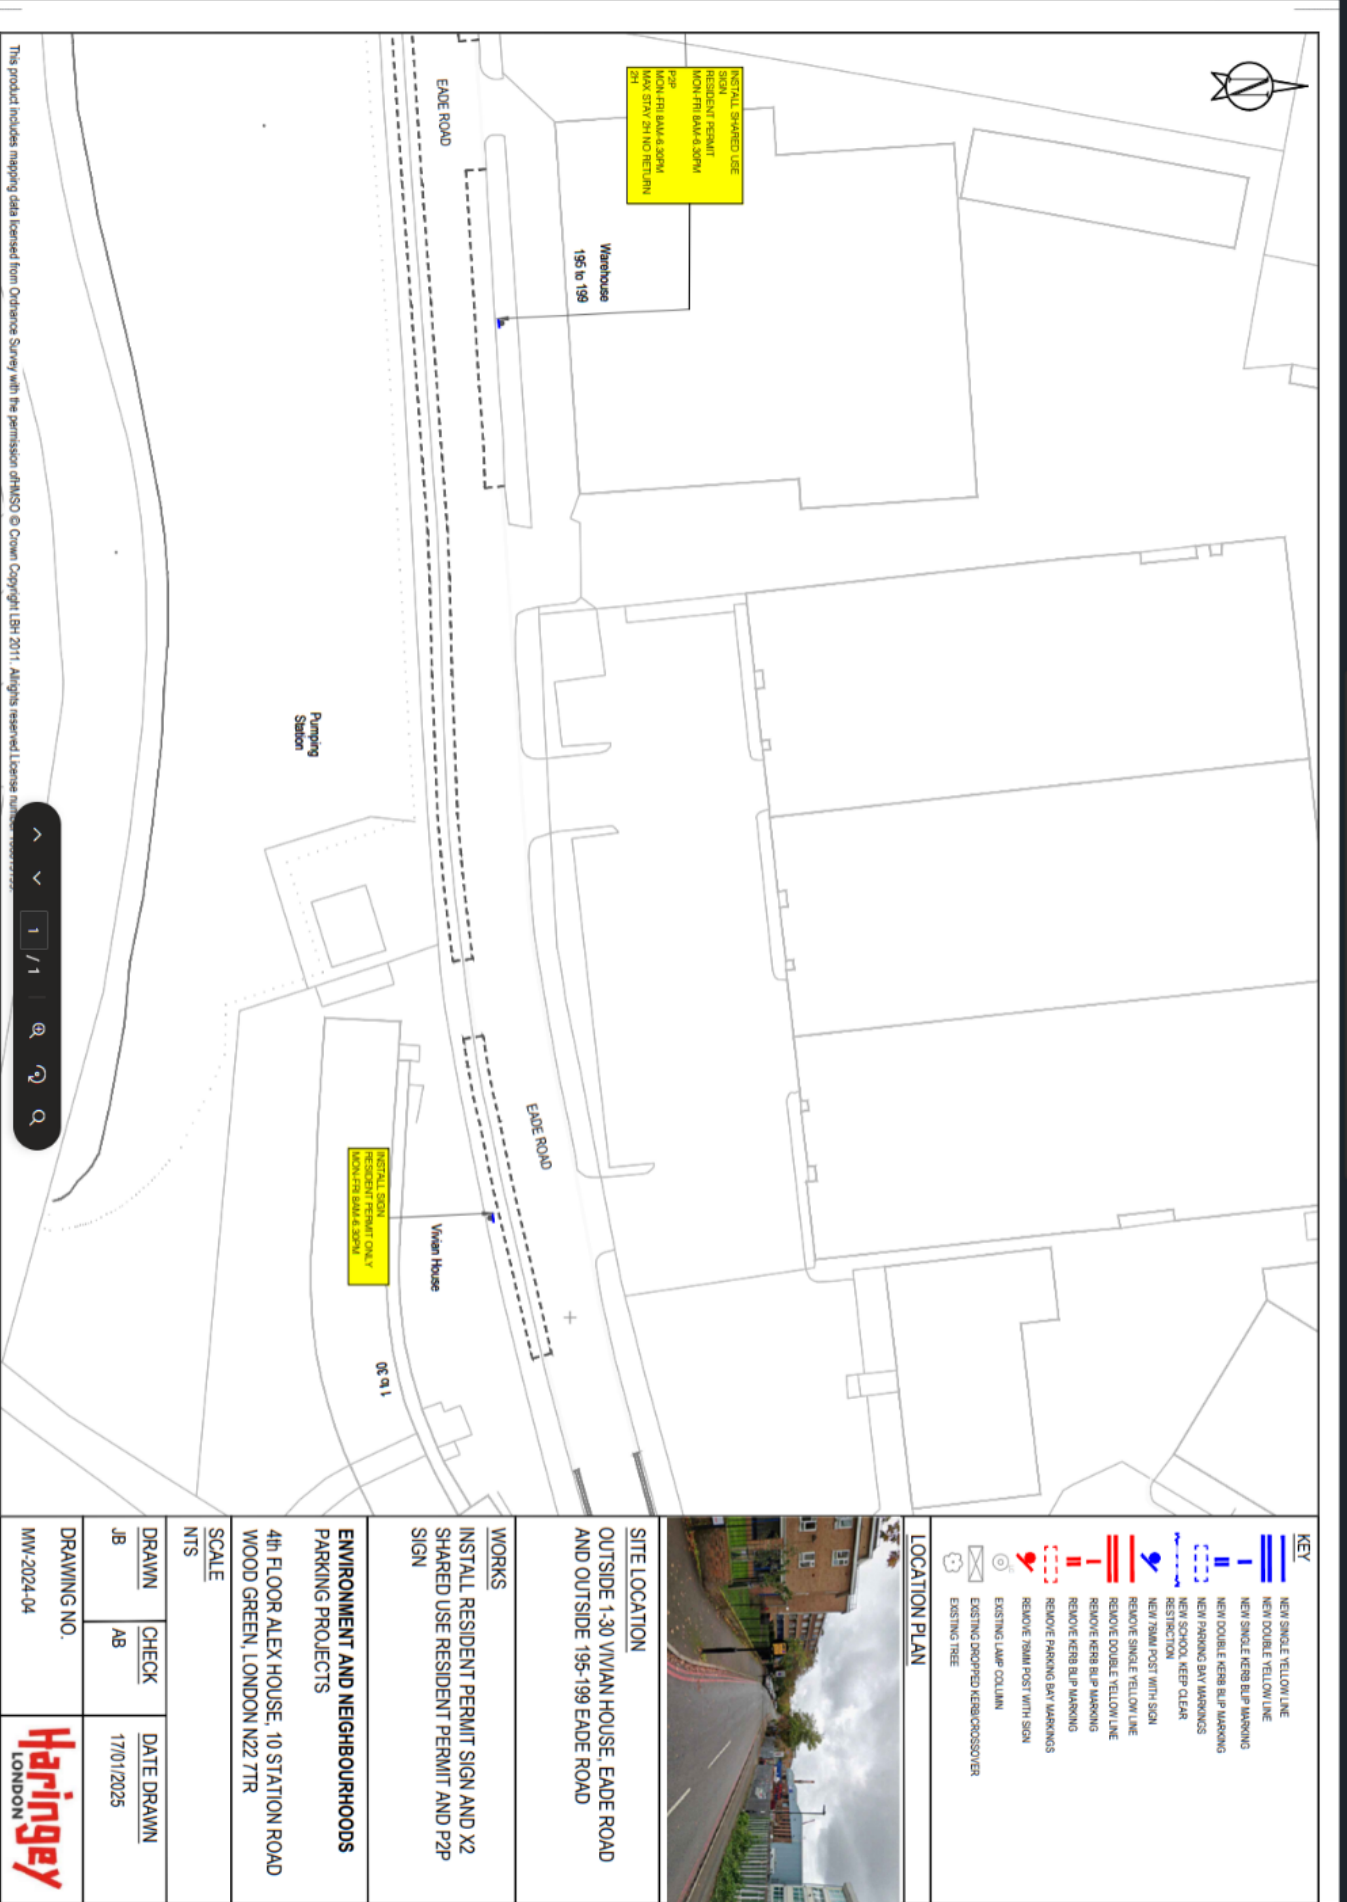 INSTALL SHARED USE
SIGN
RESIDENT PERMIT
MON-FRI 8AM-6.30PM
P2P
MON-FRI 8AM-6.30PM
MAX STAY 2H NO RETURN
2H
N
EADE ROAD
Warehouse
195 to 199
Pumping
Station
EADE ROAD
Vivian House
1 to 30
INSTALL SIGN
RESIDENT PERMIT ONLY
MON-FRI 8AM-6.30PM
This product includes mapping data licensed from Ordnance Survey with the permission of HMSO © Crown Copyright LBH 2011. All rights reserved. License
KEY
NEW SINGLE YELLOW LINE
NEW DOUBLE YELLOW LINE
NEW SINGLE KERB BLIP MARKING
NEW DOUBLE KERB BLIP MARKING
NEW PARKING BAY MARKINGS
NEW SCHOOL KEEP CLEAR
RESTIRCTION
NEW 76MM POST WITH SIGN
REMOVE SINGLE YELLOW LINE
REMOVE DOUBLE YELLOW LINE
REMOVE KERB BLIP MARKING
REMOVE KERB BLIP MARKING
REMOVE PARKING BAY MARKINGS
REMOVE 76MM POST WITH SIGN
EXISTING LAMP COLUMN
EXISTING DROPPED KERB/CROSSOVER
EXISTING TREE
LOCATION PLAN
SITE LOCATION
OUTSIDE 1-30 VIVIAN HOUSE, EADE ROAD
AND OUTSIDE 195-199 EADE ROAD
WORKS
INSTALL RESIDENT PERMIT SIGN AND X2
SHARED USE RESIDENT PERMIT AND P2P
SIGN
ENVIRONMENT AND NEIGHBOURHOODS
PARKING PROJECTS
4th FLOOR ALEX HOUSE, 10 STATION ROAD
WOOD GREEN, LONDON N22 7TR
SCALE
NTS
DRAWN
JB
CHECK
AB
DATE DRAWN
17/01/2025
DRAWING NO.
MW-2024-04
Haringey
LONDON
1 / 1